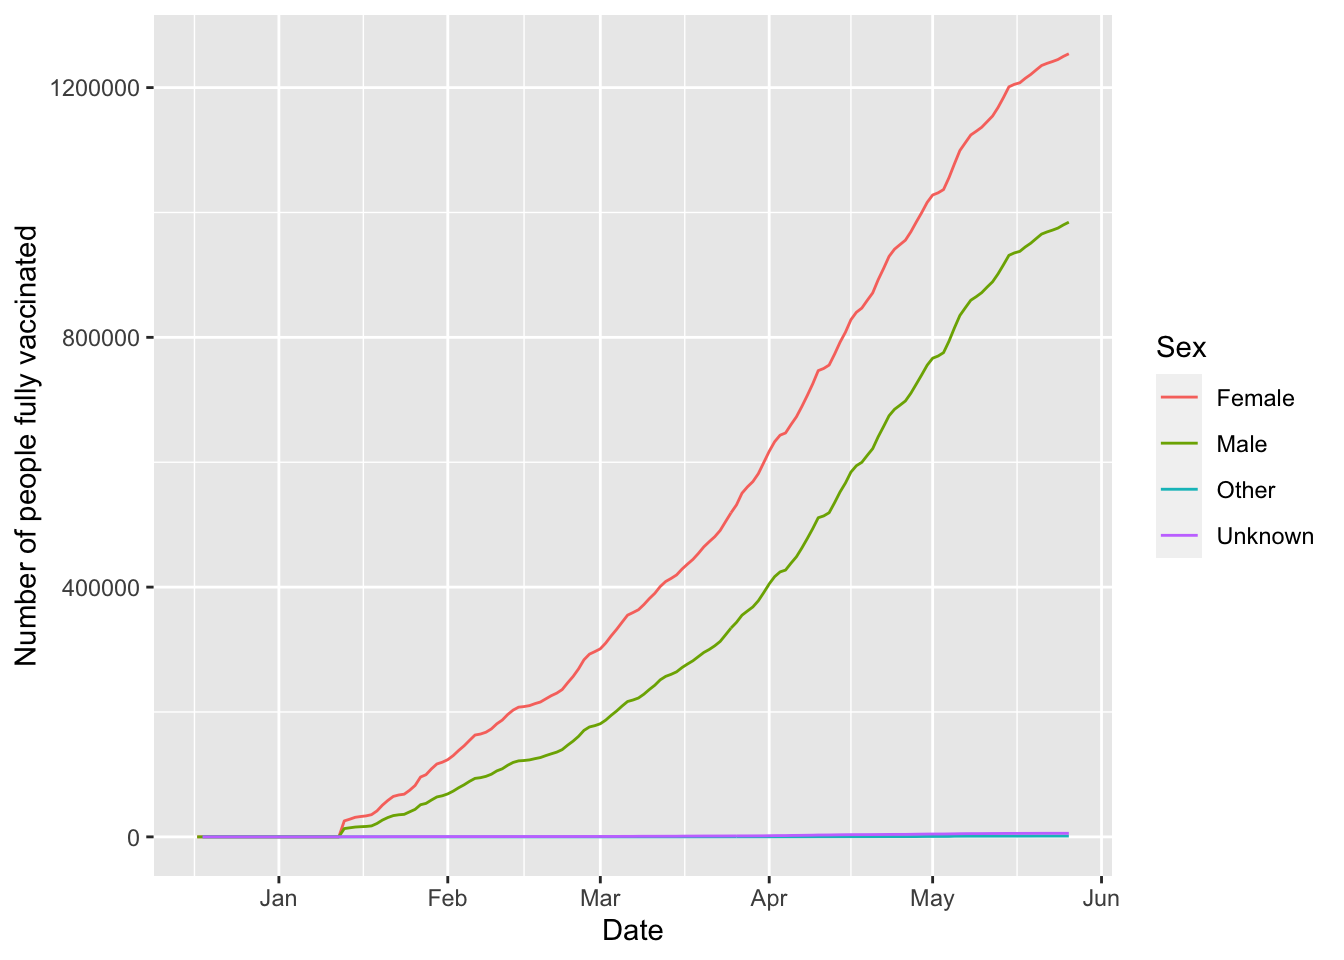 Number of people fully vaccinated
1200000
800000
400000
0
Jan Feb Mar Apr May Jun
Date
Sex
Female
Male
Other
Unknown